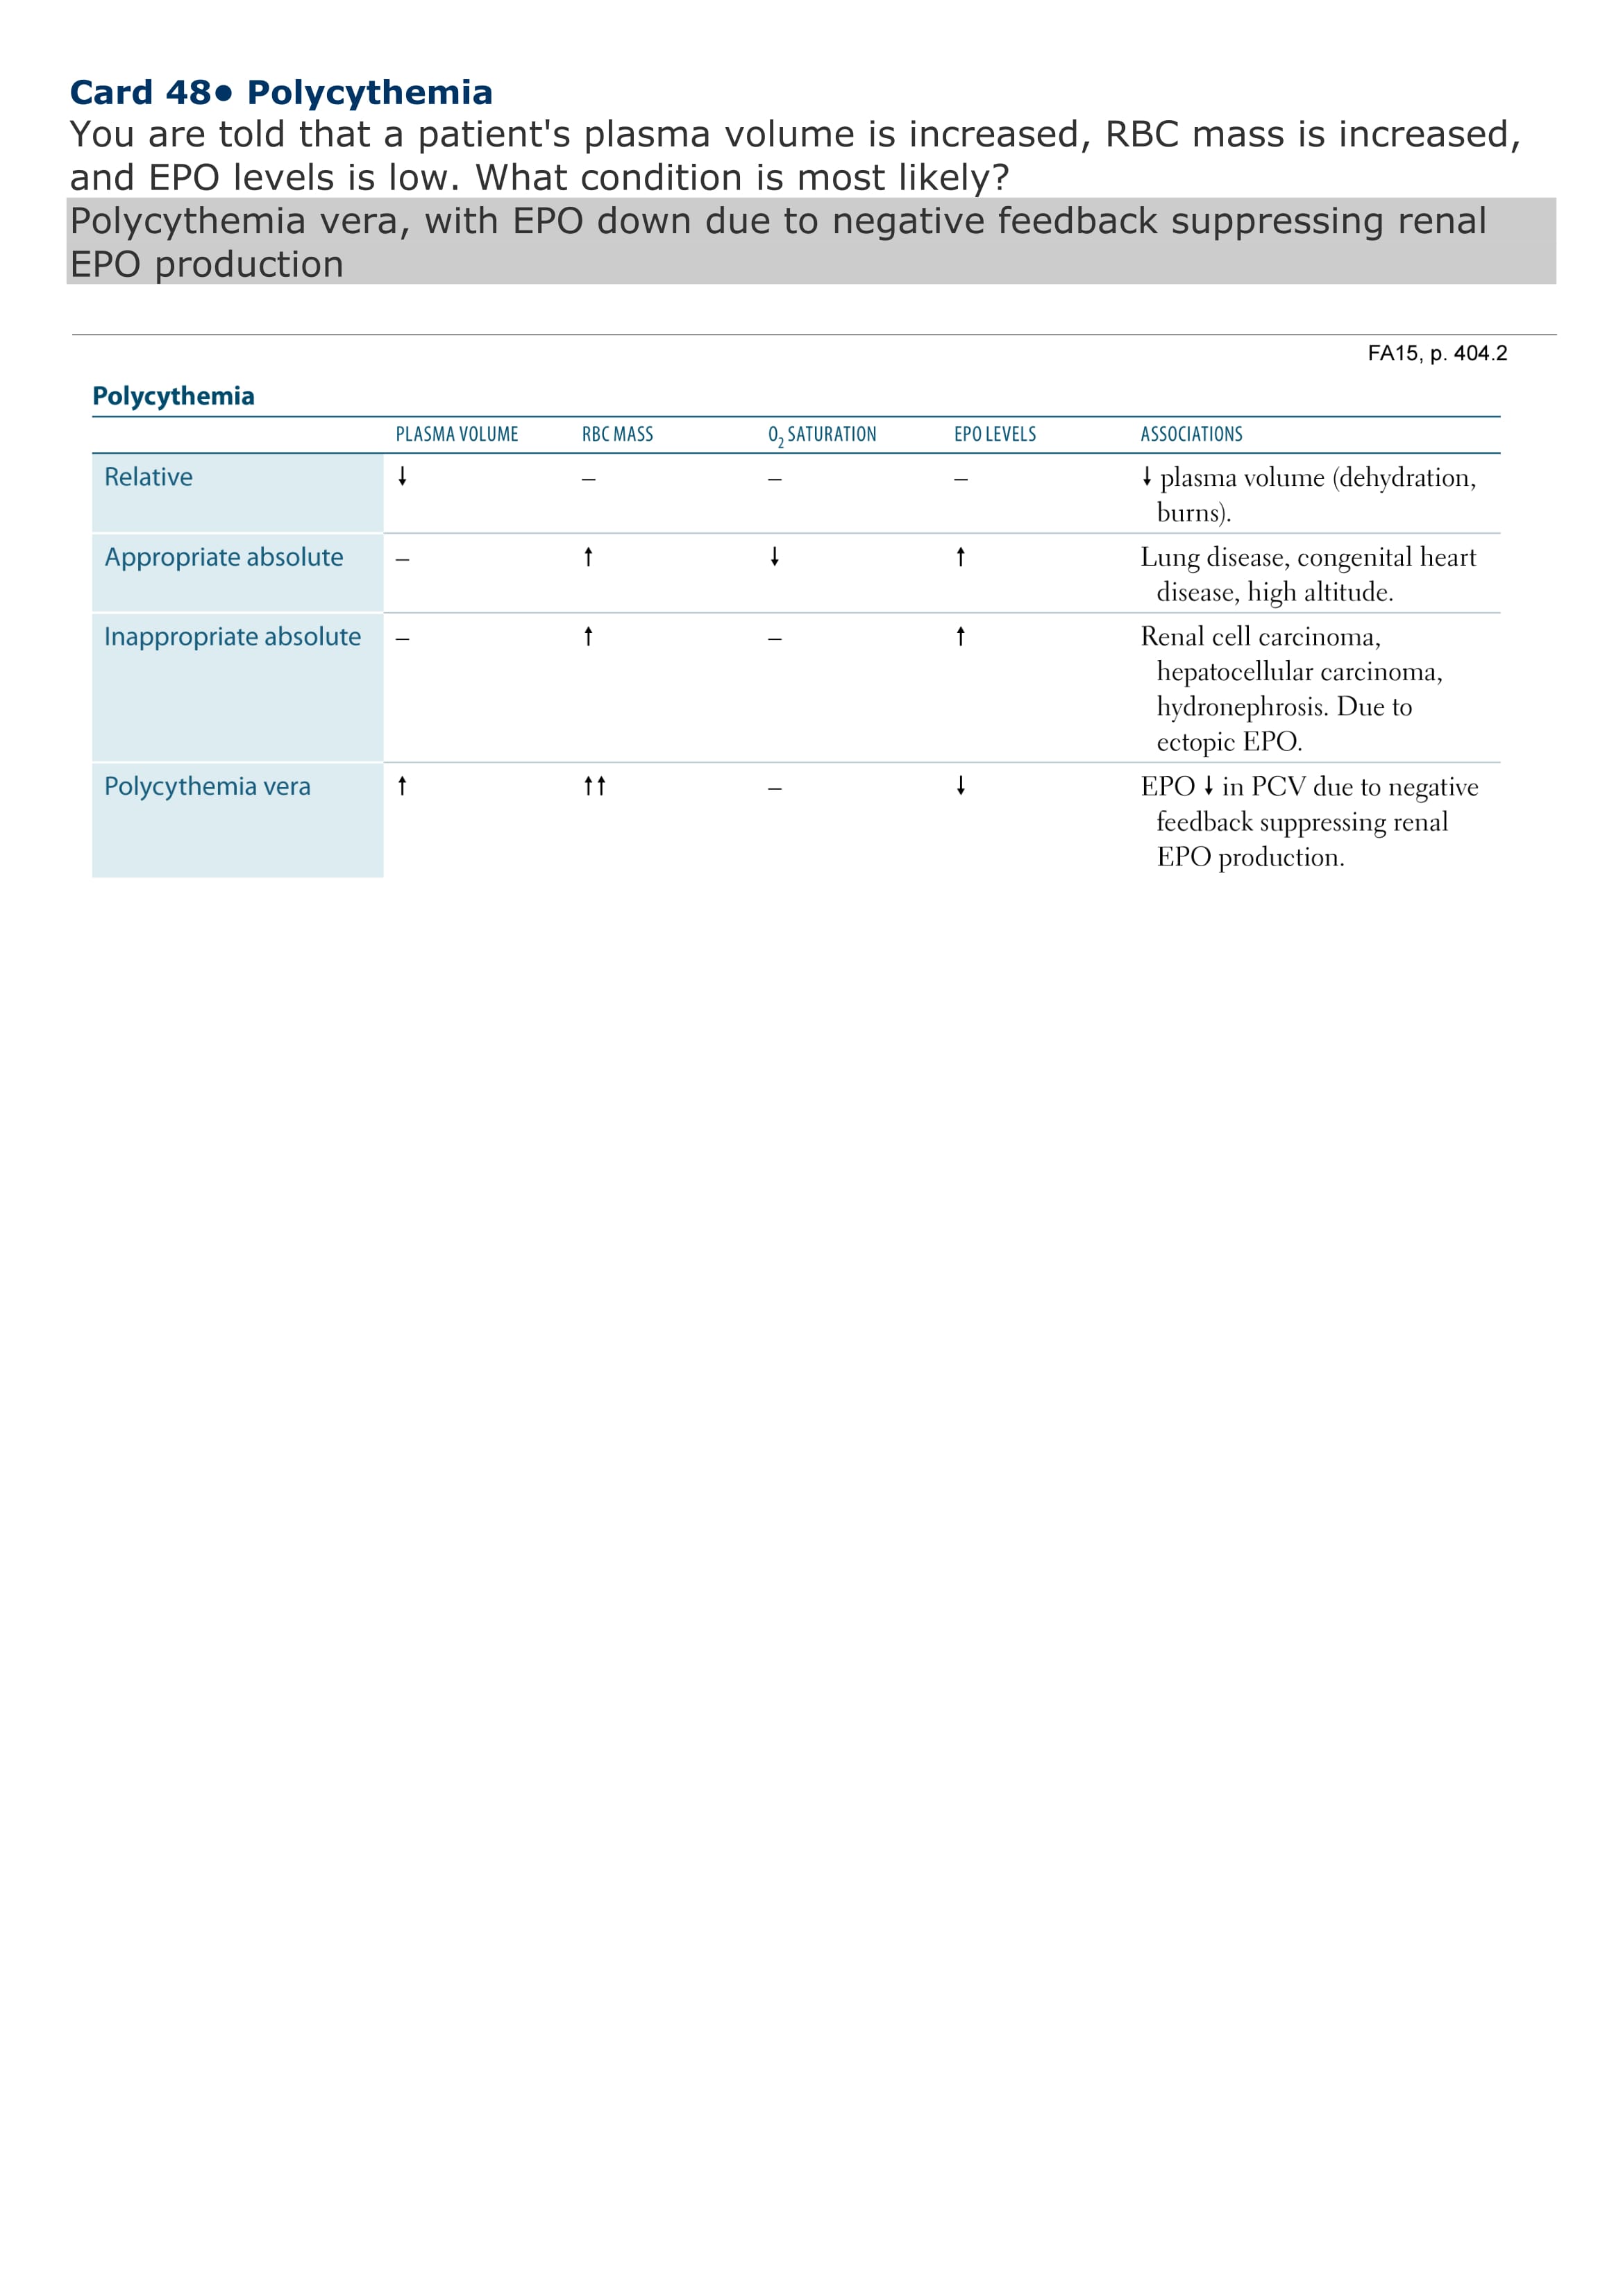 Card 48● Polycythemia
You are told that a patient's plasma volume is increased, RBC mass is increased,
and EPO levels is low. What condition is most likely?
Polycythemia vera, with EPO down due to negative feedback suppressing renal
EPO production
FA15, p. 404.2
Polycythemia
PLASMA VOLUME RBC MASS O₂ SATURATION EPO LEVELS ASSOCIATIONS
Relative ↓ – – – ↓ plasma volume (dehydration,
burns).
Appropriate absolute – ↑ ↓ ↑ Lung disease, congenital heart
disease, high altitude.
Inappropriate absolute – ↑ – ↑ Renal cell carcinoma,
hepatocellular carcinoma,
hydronephrosis. Due to
ectopic EPO.
Polycythemia vera ↑ ↑↑ – ↓ EPO ↓ in PCV due to negative
feedback suppressing renal
EPO production.